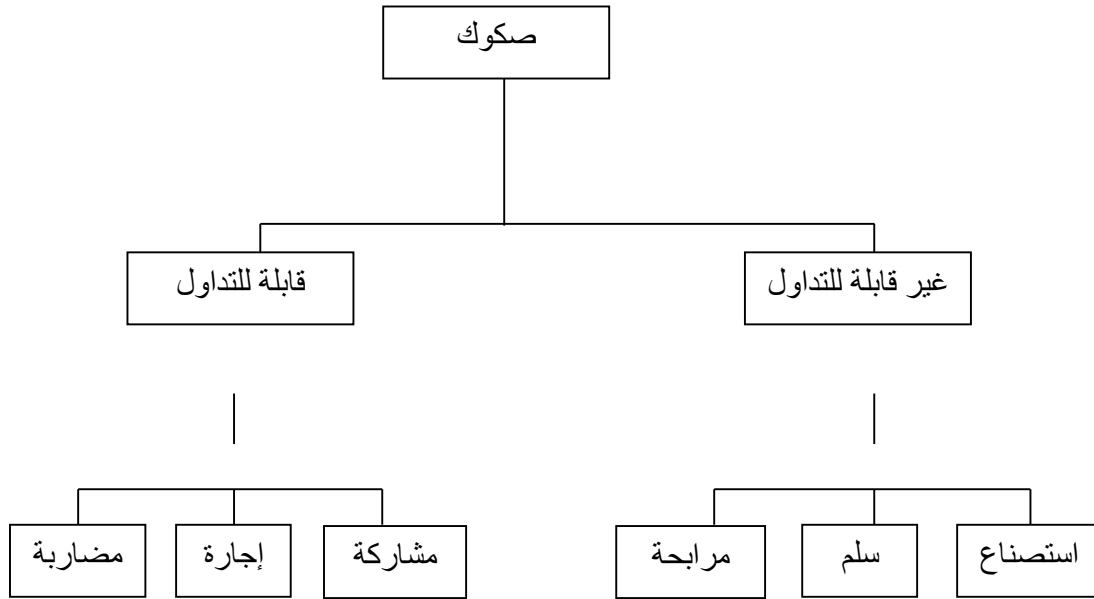 صكوك
غير قابلة للتداول
قابلة للتداول
استصناع
سلم
مرابحة
مشاركة
إجارة
مضاربة